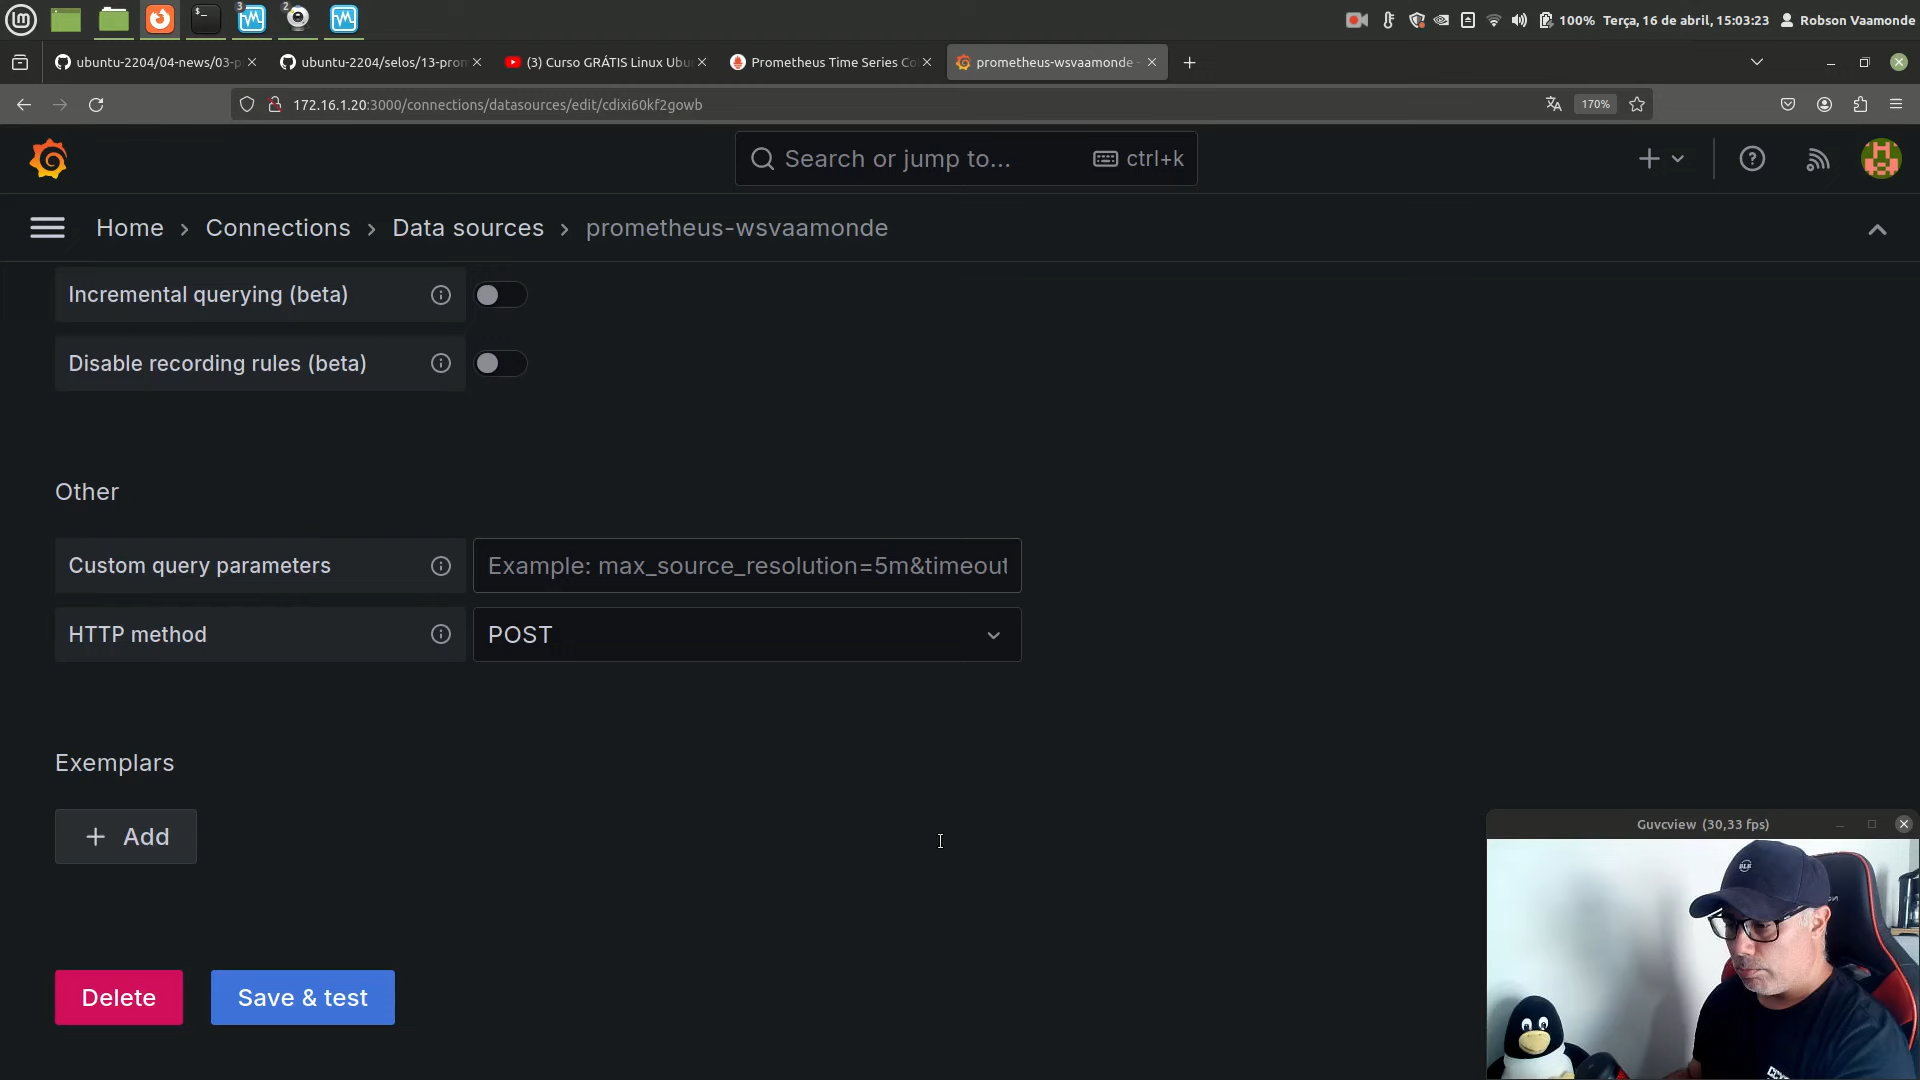 3
2
100%
Terça, 16 de abril, 15:03:23
Robson Vaamonde
ubuntu-2204/04-news/03-p
ubuntu-2204/selos/13-pro
(3) Curso GRÁTIS Linux Ubu
Prometheus Time Series Co
prometheus-wsvaamonde -
172.16.1.20:3000/connections/datasources/edit/cdixi60kf2gowb
170%
Search or jump to...
ctrl+k
Home › Connections › Data sources › prometheus-wsvaamonde
Incremental querying (beta)
Disable recording rules (beta)
Other
Custom query parameters
Example: max_source_resolution=5m&timeout
HTTP method
POST
Exemplars
+ Add
Guvcview (30,33 fps)
Delete
Save & test